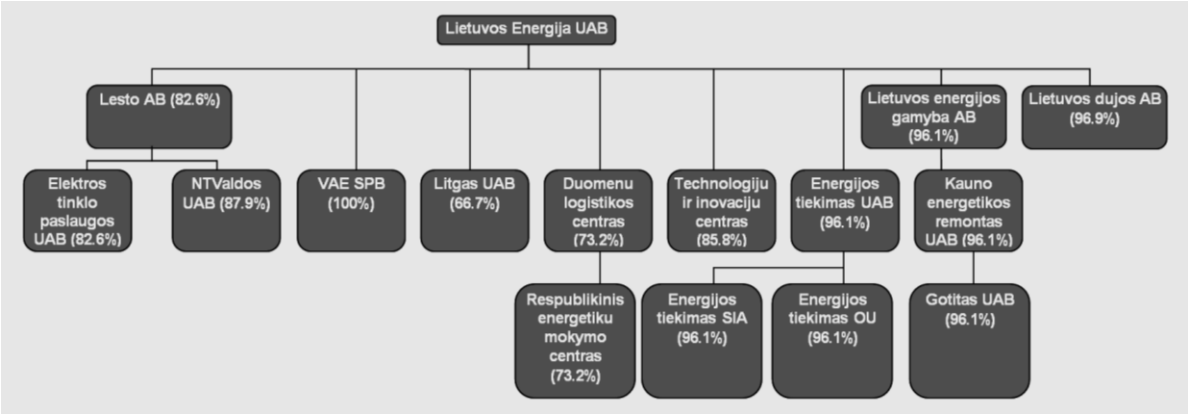 Lietuvos Energija UAB
Lesto AB (82.6%)
Lietuvos energijos
gamyba AB
(96.1%)
Lietuvos dujos AB
(96.9%)
Elektros
tinklo
paslaugos
UAB (82.6%)
NTValdos
UAB (87.9%)
VAE SPB
(100%)
Litgas UAB
(66.7%)
Duomenu
logistikos
centras
(73.2%)
Technologiju
ir inovaciju
centras
(85.8%)
Energijos
tiekimas UAB
(96.1%)
Kauno
energetikos
remontas
UAB (96.1%)
Respublikinis
energetiku
mokymo
centras
(73.2%)
Energijos
tiekimas SIA
(96.1%)
Energijos
tiekimas OU
(96.1%)
Gotitas UAB
(96.1%)